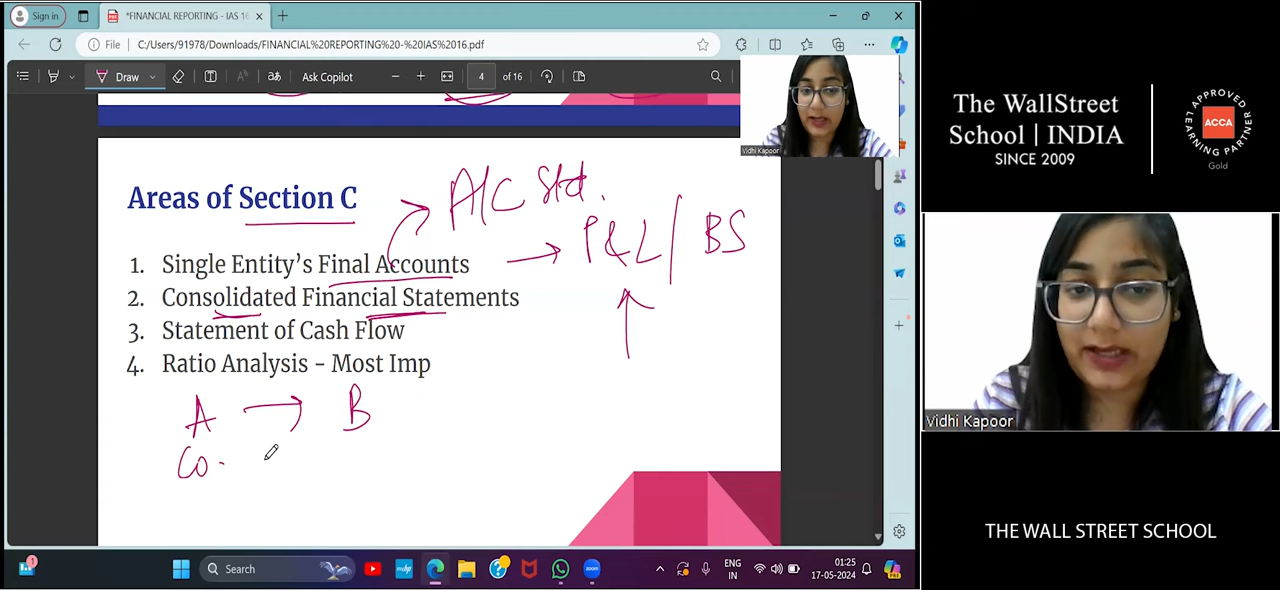 Sign in
*FINANCIAL REPORTING - IAS 16
File
C:/Users/91978/Downloads/FINANCIAL%20REPORTING%20-%20IAS%2016.pdf
Draw
Ask Copilot
4
of 16
Vidhi Kapoor
Areas of Section C
A/C Std.
P&L / BS
1. Single Entity's Final Accounts
2. Consolidated Financial Statements
3. Statement of Cash Flow
4. Ratio Analysis - Most Imp
A → B
Co.
1
Search
ENG
IN
01:25
17-05-2024
The WallStreet
School | INDIA
SINCE 2009
APPROVED
LEARNING PARTNER
ACCA
Gold
Vidhi Kapoor
THE WALL STREET SCHOOL